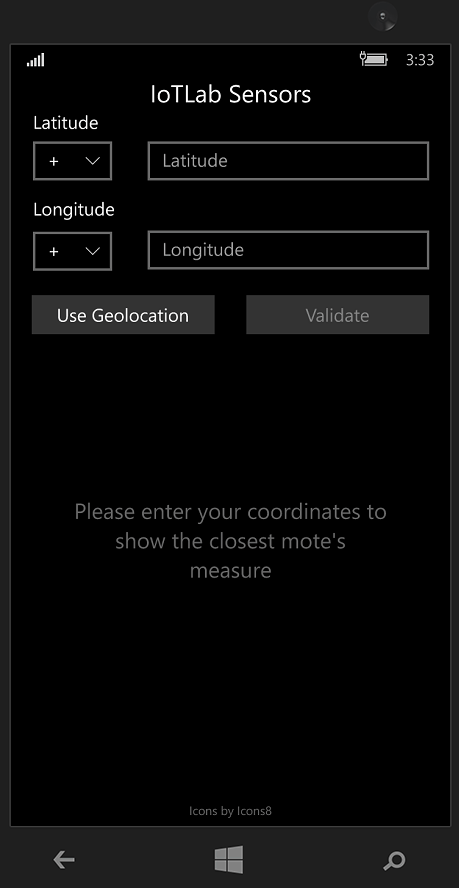 3:33
IoTLab Sensors
Latitude
+ Latitude
Longitude
+ Longitude
Use Geolocation Validate
Please enter your coordinates to
show the closest mote's
measure
Icons by Icons8